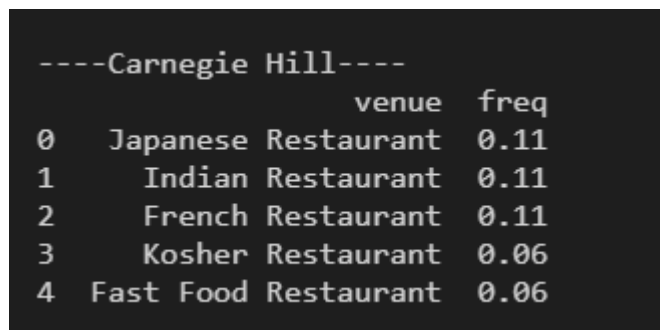 ----Carnegie Hill----
venue freq
0 Japanese Restaurant 0.11
1 Indian Restaurant 0.11
2 French Restaurant 0.11
3 Kosher Restaurant 0.06
4 Fast Food Restaurant 0.06